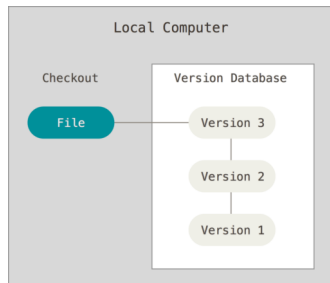 Local Computer
Checkout
Version Database
File
Version 3
Version 2
Version 1